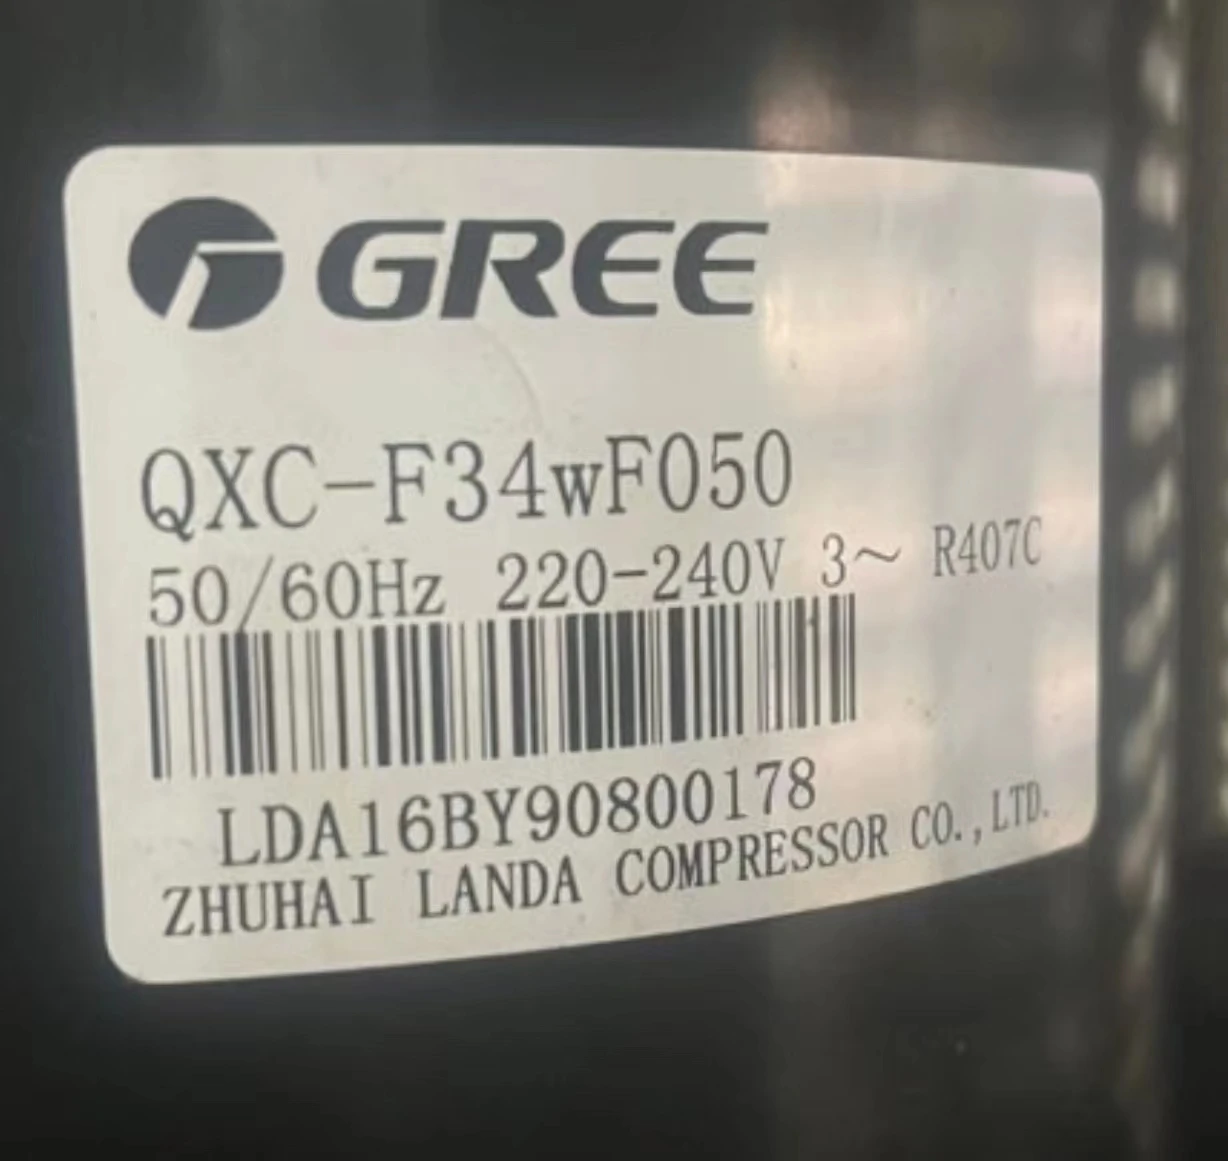 GREE
QXC-F34wF050
50/60Hz 220-240V 3~ R407C
LDA16BY90800178
ZHUHAI LANDA COMPRESSOR CO.,LTD.